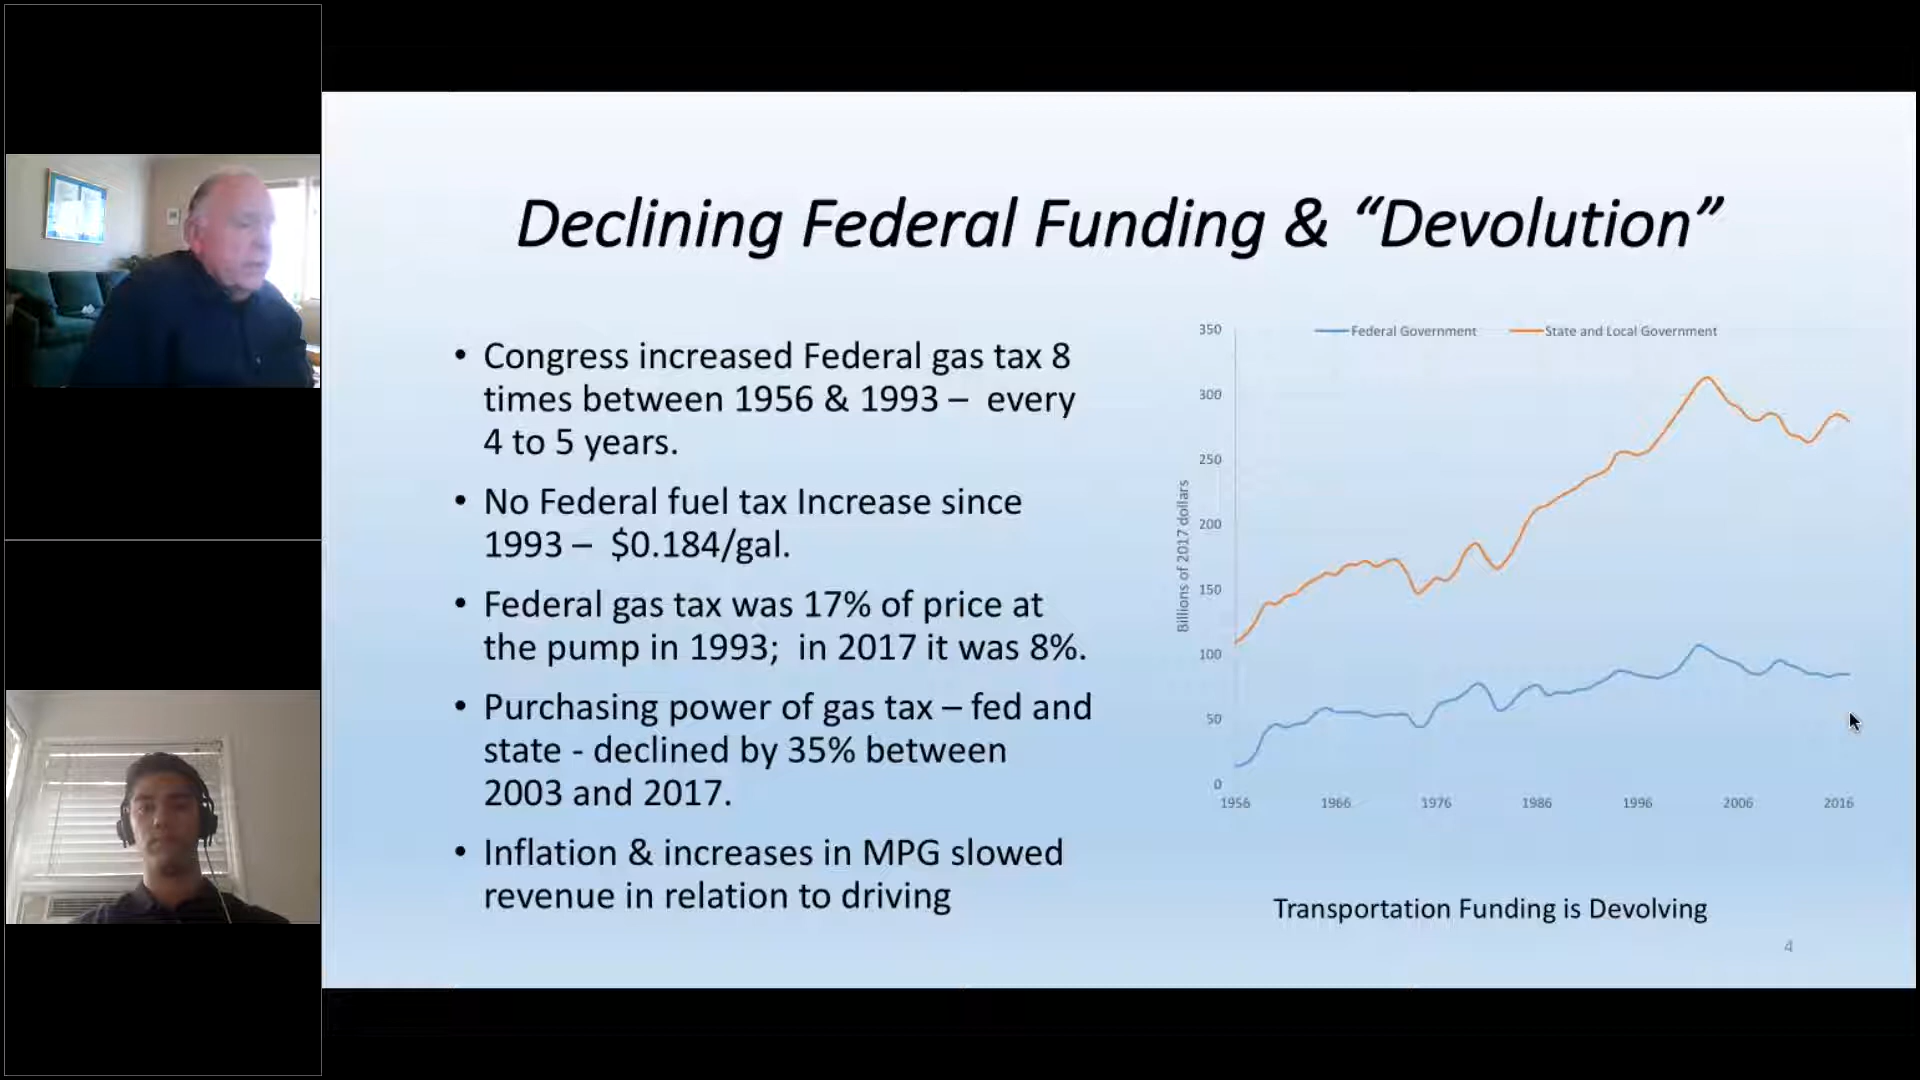 Declining Federal Funding & “Devolution”
• Congress increased Federal gas tax 8
times between 1956 & 1993 – every
4 to 5 years.
• No Federal fuel tax Increase since
1993 – $0.184/gal.
• Federal gas tax was 17% of price at
the pump in 1993; in 2017 it was 8%.
• Purchasing power of gas tax – fed and
state - declined by 35% between
2003 and 2017.
• Inflation & increases in MPG slowed
revenue in relation to driving
Federal Government State and Local Government
Billions of 2017 dollars
350
300
250
200
150
100
50
0
1956 1966 1976 1986 1996 2006 2016
Transportation Funding is Devolving
4